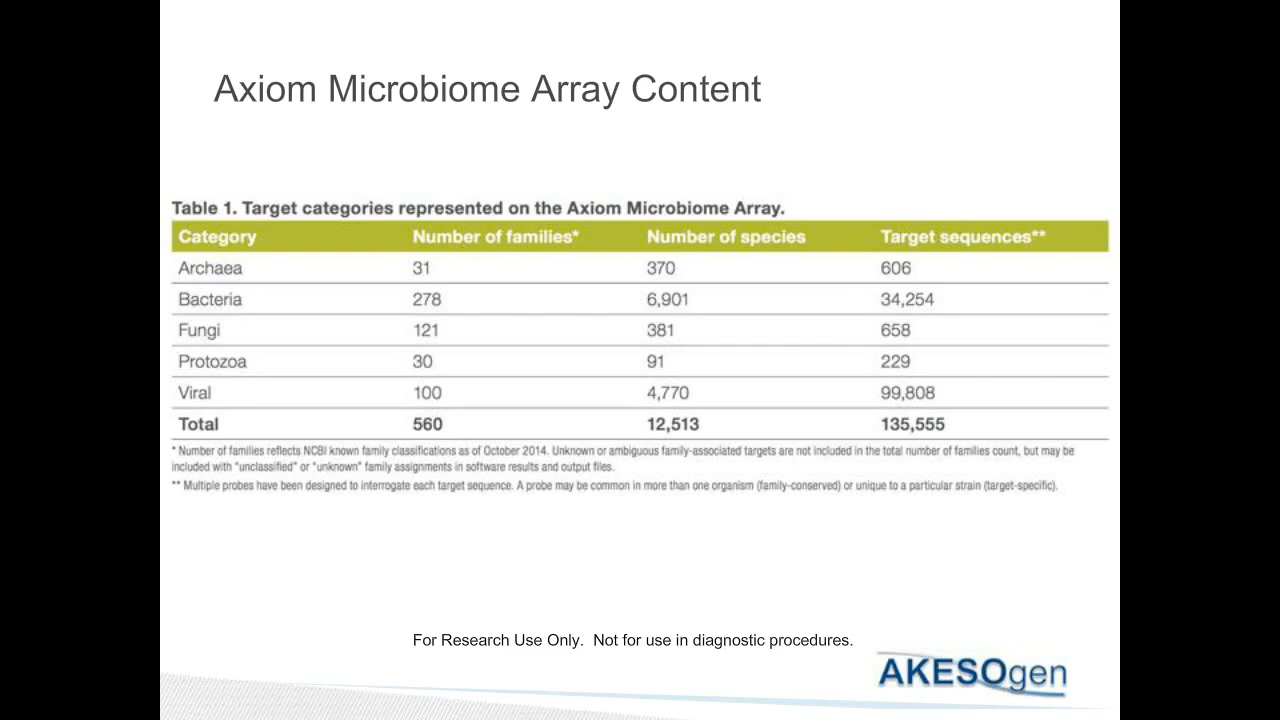 Axiom Microbiome Array Content
Table 1. Target categories represented on the Axiom Microbiome Array.
Category Number of families* Number of species Target sequences**
Archaea 31 370 606
Bacteria 278 6,901 34,254
Fungi 121 381 658
Protozoa 30 91 229
Viral 100 4,770 99,808
Total 560 12,513 135,555
* Number of families reflects NCBI known family classifications as of October 2014. Unknown or ambiguous family-associated targets are not included in the total number of families count, but may be
included with "unclassified" or "unknown" family assignments in software results and output files.
** Multiple probes have been designed to interrogate each target sequence. A probe may be common in more than one organism (family-conserved) or unique to a particular strain (target-specific).
For Research Use Only.  Not for use in diagnostic procedures.
AKESOgen